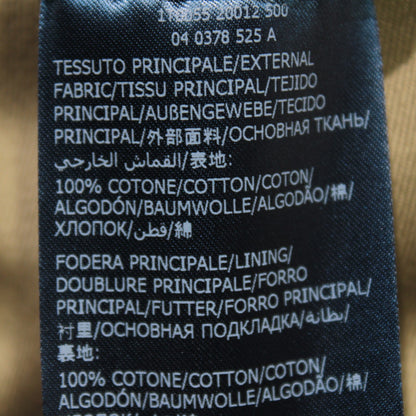 04 0378 525 A
TESSUTO PRINCIPALE/EXTERNAL
FABRIC/TISSU PRINCIPAL/TEJIDO
PRINCIPAL/AUßENGEWEBE/TECIDO
PRINCIPAL/外部面料/ОСНОВНАЯ ТКАНЬ/
القماش الخارجي/表地:
100% COTONE/COTTON/COTON/
ALGODÓN/BAUMWOLLE/ALGODÃO/棉/
ХЛОПОК/قطن/綿
FODERA PRINCIPALE/LINING/
DOUBLURE PRINCIPALE/FORRO
PRINCIPAL/FUTTER/FORRO PRINCIPAL/
衬里/ОСНОВНАЯ ПОДКЛАДКА/بطانة/
裏地:
100% COTONE/COTTON/COTON/
ALGODÓN/BAUMWOLLE/ALGODÃO/棉/